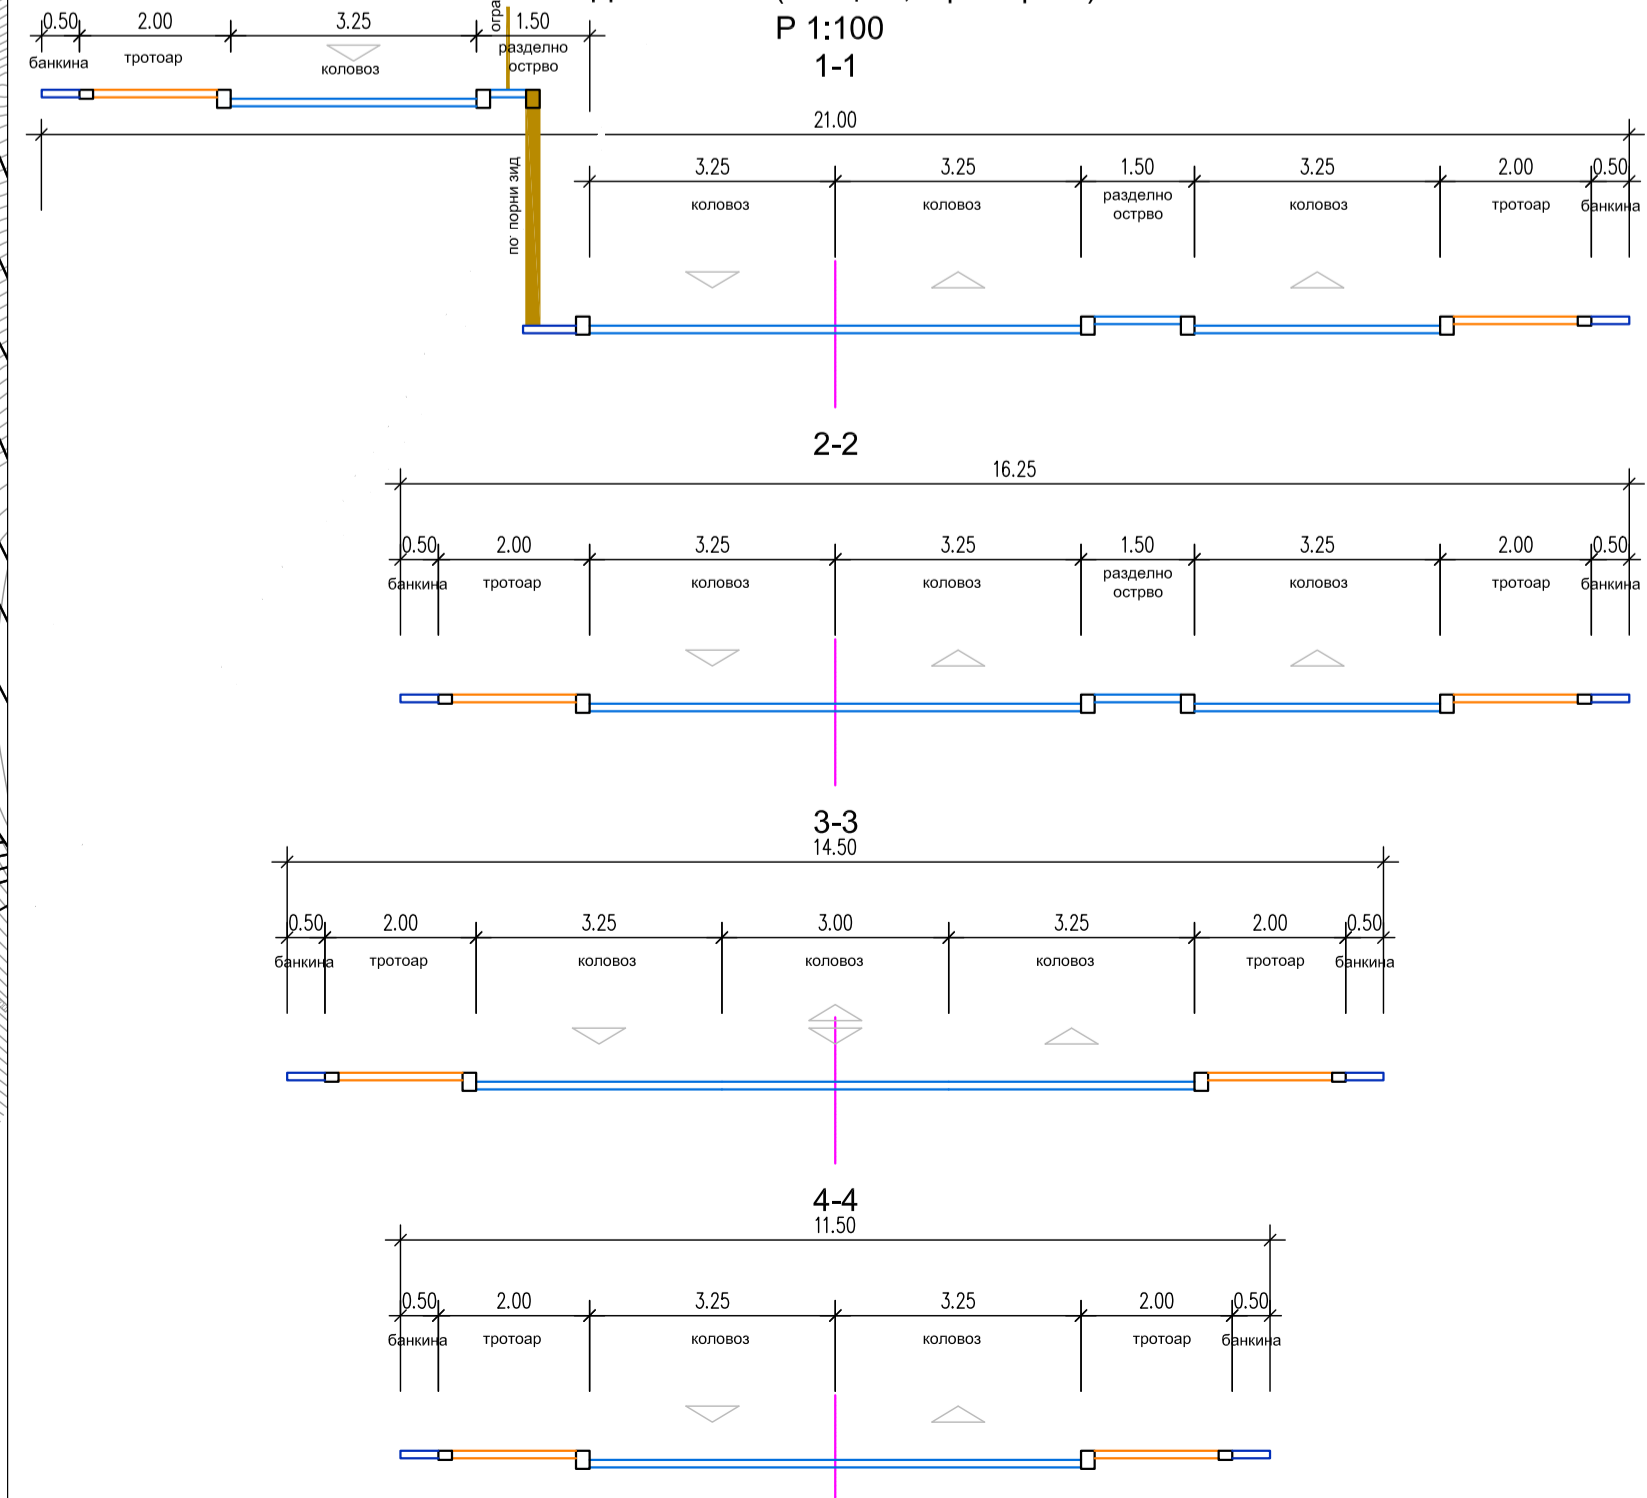 P 1:100
1-1
0.50 2.00 3.25 1.50
банкина тротоар коловоз разделно
острво
21.00
по порни зид
3.25 3.25 1.50 3.25 2.00 0.50
коловоз коловоз разделно
острво коловоз тротоар банкина
2-2
16.25
0.50 2.00 3.25 3.25 1.50 3.25 2.00 0.50
банкина тротоар коловоз коловоз разделно
острво коловоз тротоар банкина
3-3
14.50
0.50 2.00 3.25 3.00 3.25 2.00 0.50
банкина тротоар коловоз коловоз коловоз тротоар банкина
4-4
11.50
0.50 2.00 3.25 3.25 2.00 0.50
банкина тротоар коловоз коловоз тротоар банкина